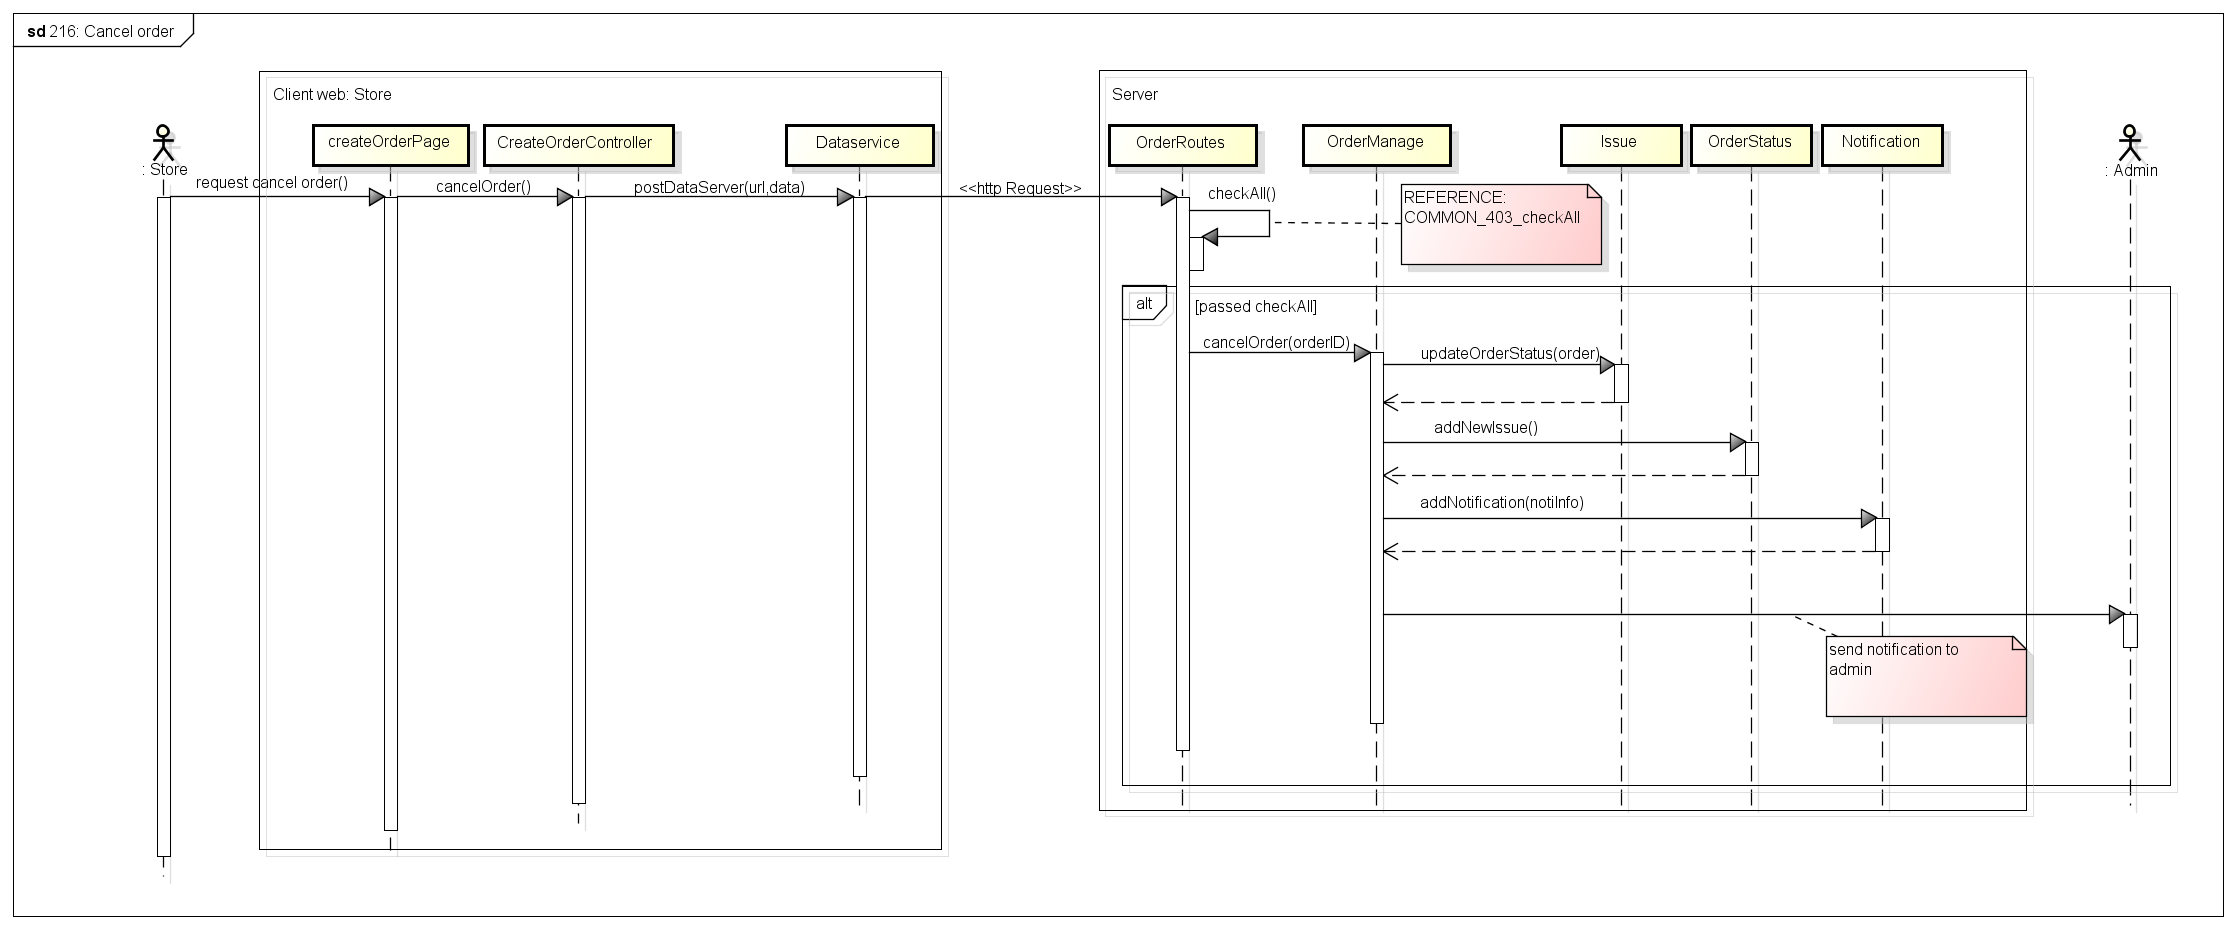 sd 216: Cancel order
Client web: Store
Server
createOrderPage
CreateOrderController
Dataservice
OrderRoutes
OrderManage
Issue
OrderStatus
Notification
: Store
: Admin
request cancel order()
cancelOrder()
postDataServer(url,data)
<<http Request>>
checkAll()
REFERENCE:
COMMON_403_checkAll
alt
[passed checkAll]
cancelOrder(orderID)
updateOrderStatus(order)
addNewIssue()
addNotification(notiInfo)
send notification to
admin